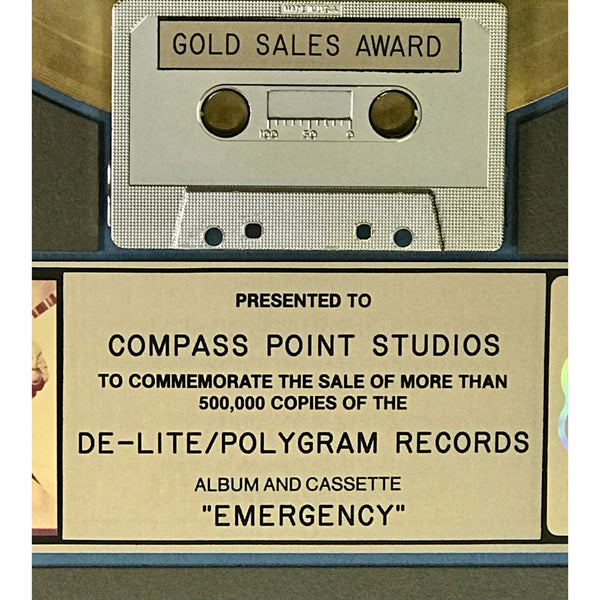 GOLD SALES AWARD
100 50 0
PRESENTED TO
COMPASS POINT STUDIOS
TO COMMEMORATE THE SALE OF MORE THAN
500,000 COPIES OF THE
DE-LITE/POLYGRAM RECORDS
ALBUM AND CASSETTE
"EMERGENCY"